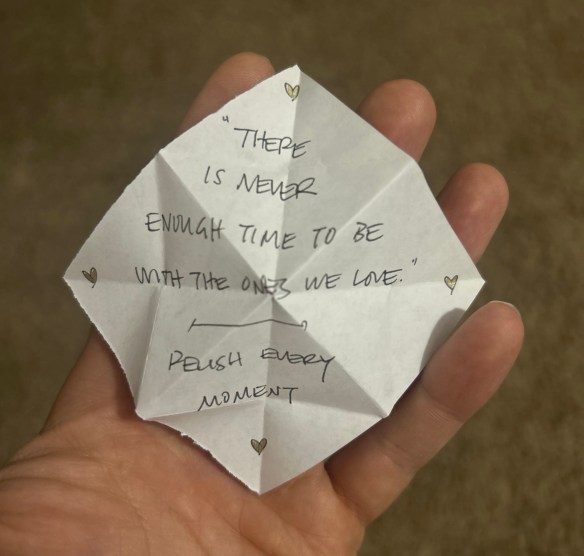 "THERE
IS NEVER
ENOUGH TIME TO BE
WITH THE ONES WE LOVE."
RELISH EVERY
MOMENT